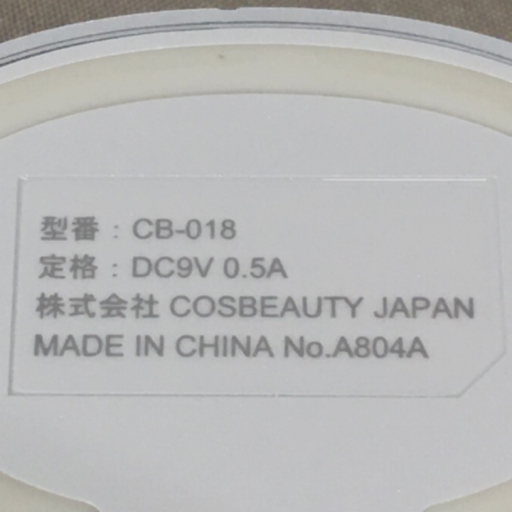 型番 : CB-018
定格 : DC9V 0.5A
株式会社 COSBEAUTY JAPAN
MADE IN CHINA No.A804A